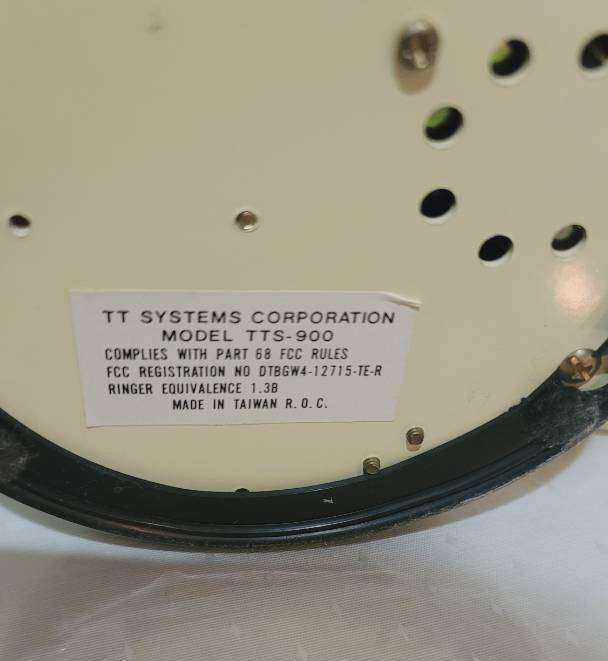 TT SYSTEMS CORPORATION
MODEL TTS-900
COMPLIES WITH PART 68 FCC RULES
FCC REGISTRATION NO DTBGW4-12715-TE-R
RINGER EQUIVALENCE 1.3B
MADE IN TAIWAN R.O.C.